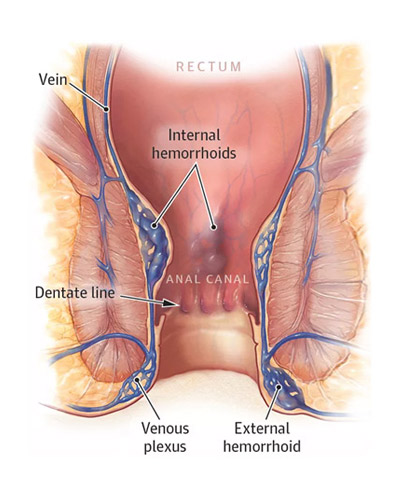 RECTUM
Vein
Internal
hemorrhoids
ANAL CANAL
Dentate line
Venous
plexus
External
hemorrhoid